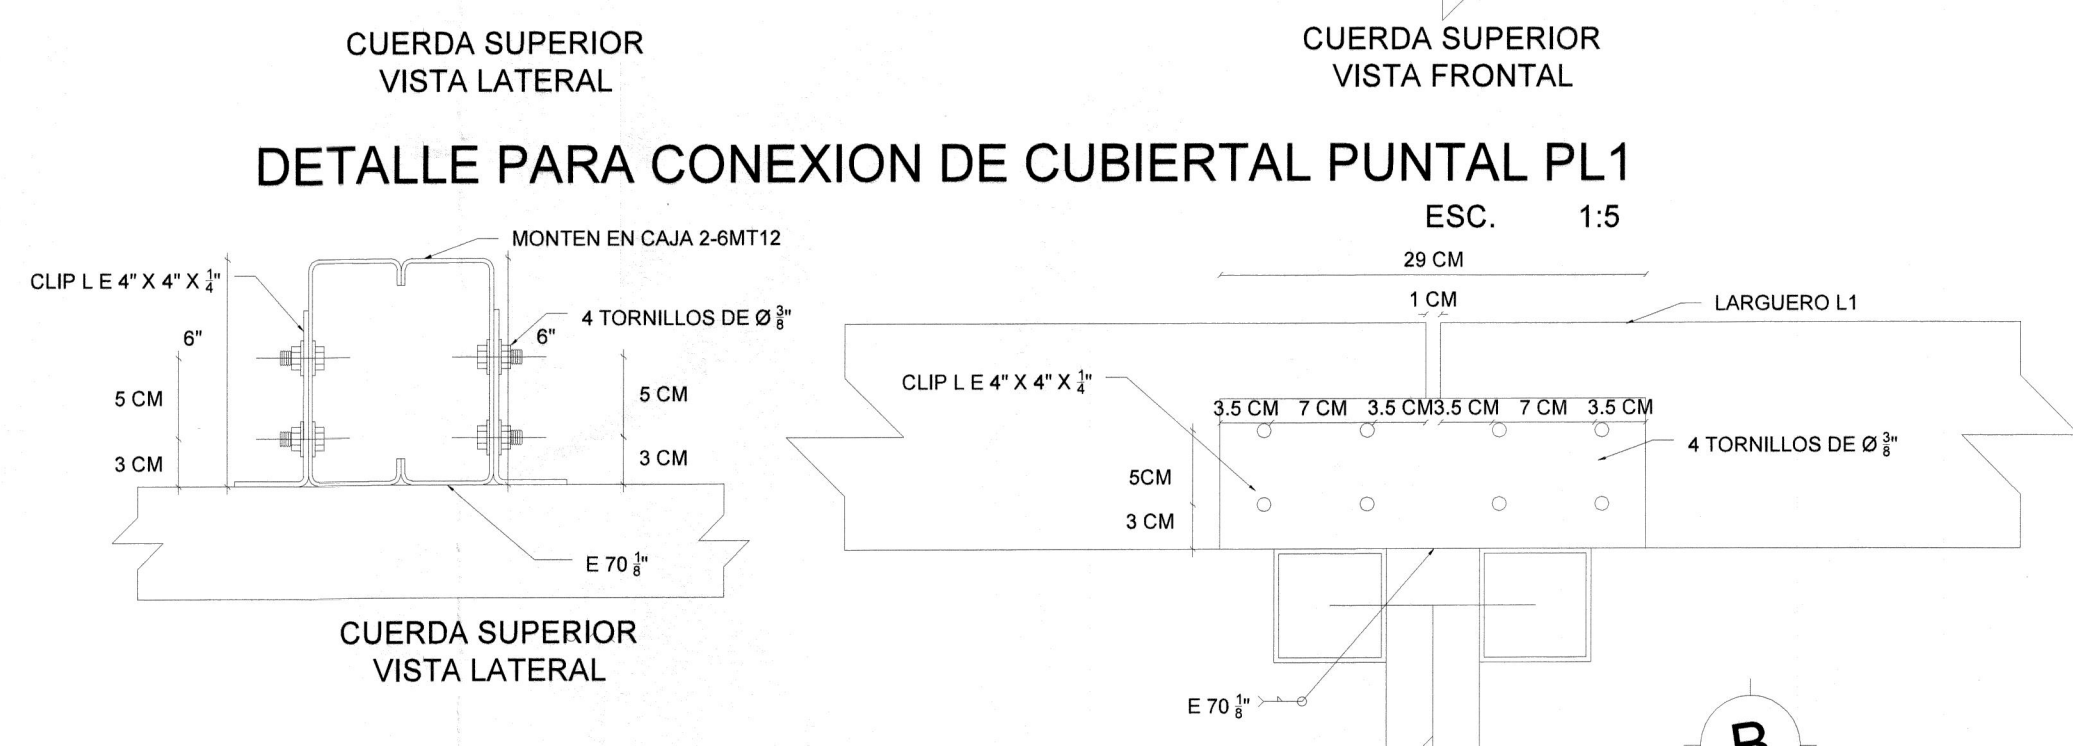 CUERDA SUPERIOR
VISTA LATERAL
CUERDA SUPERIOR
VISTA FRONTAL
DETALLE PARA CONEXION DE CUBIERTAL PUNTAL PL1
ESC. 1:5
MONTEN EN CAJA 2-6MT12
CLIP L E 4" X 4" X 1/4"
4 TORNILLOS DE Ø 3/8"
6"
6"
5 CM
5 CM
3 CM
3 CM
E 70 1/8"
CUERDA SUPERIOR
VISTA LATERAL
29 CM
1 CM
LARGUERO L1
CLIP L E 4" X 4" X 1/4"
3.5 CM 7 CM 3.5 CM 3.5 CM 7 CM 3.5 CM
4 TORNILLOS DE Ø 3/8"
5CM
3 CM
E 70 1/8"
B